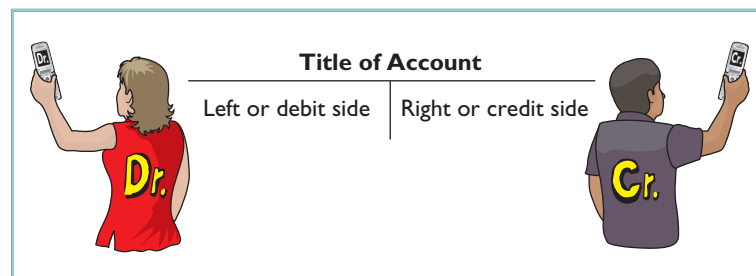 Dr.
Cr.
Title of Account
Left or debit side
Right or credit side
Dr.
Cr.